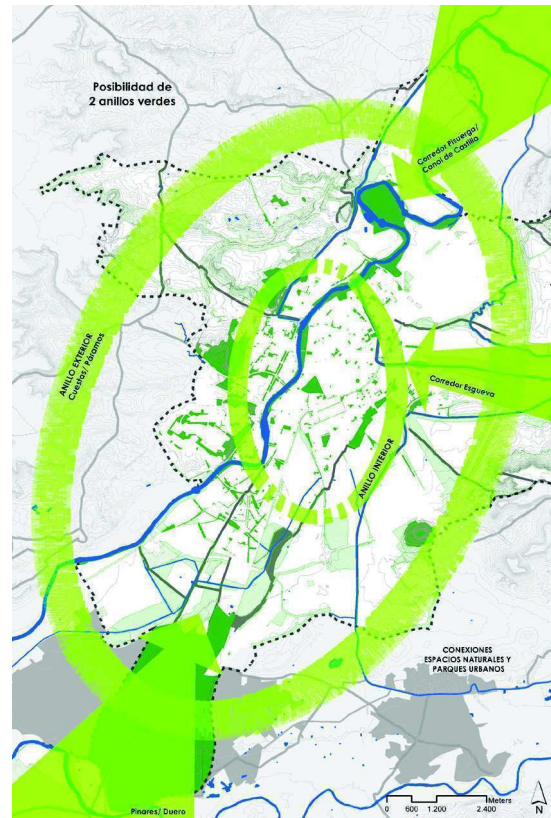 Posibilidad de
2 anillos verdes
Corredor Pisuerga/
Canal de Castilla
ANILLO EXTERIOR
Cuestas/ Páramos
Corredor Esgueva
ANILLO INTERIOR
CONEXIONES
ESPACIOS NATURALES Y
PARQUES URBANOS
Pinares/ Duero
Meters
0 600 1.200 2.400
N